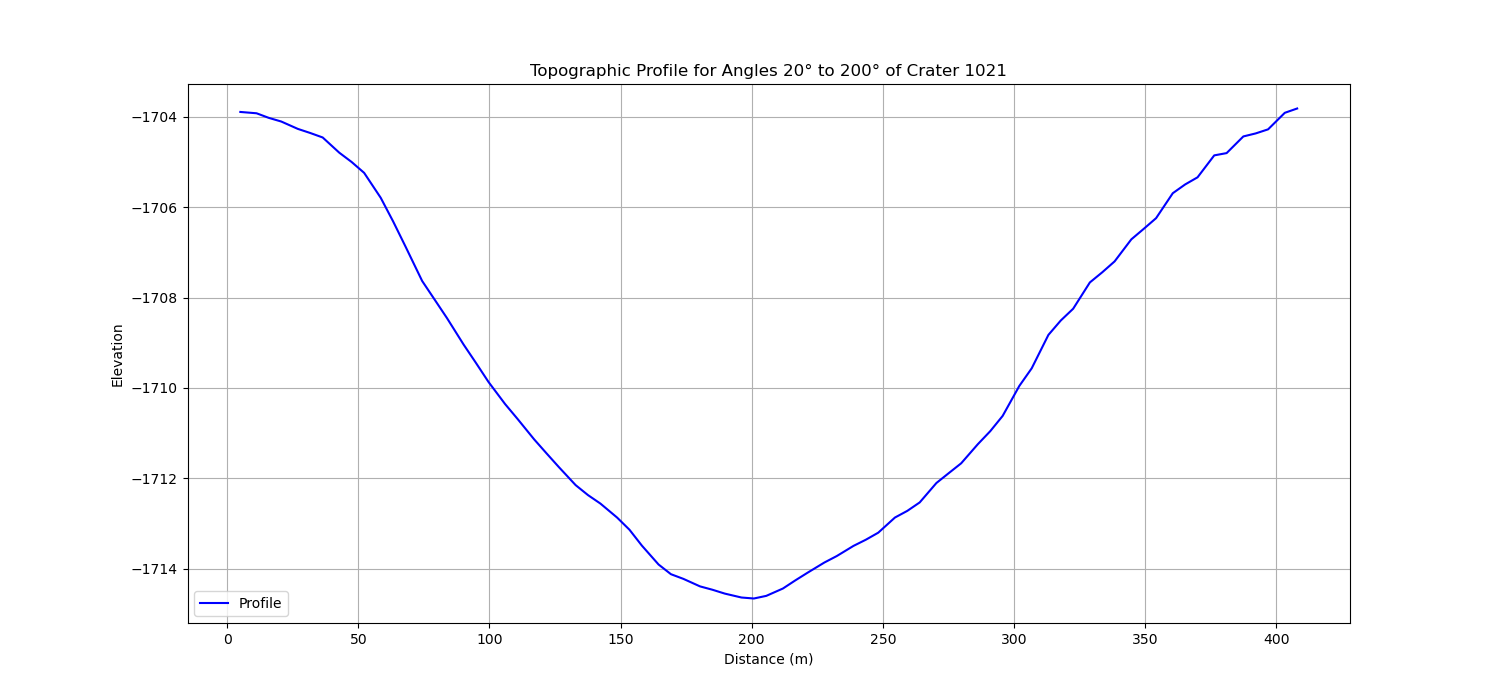 Topographic Profile for Angles 20° to 200° of Crater 1021
−1704
−1706
−1708
−1710
−1712
−1714
Elevation
Profile
0 50 100 150 200 250 300 350 400
Distance (m)